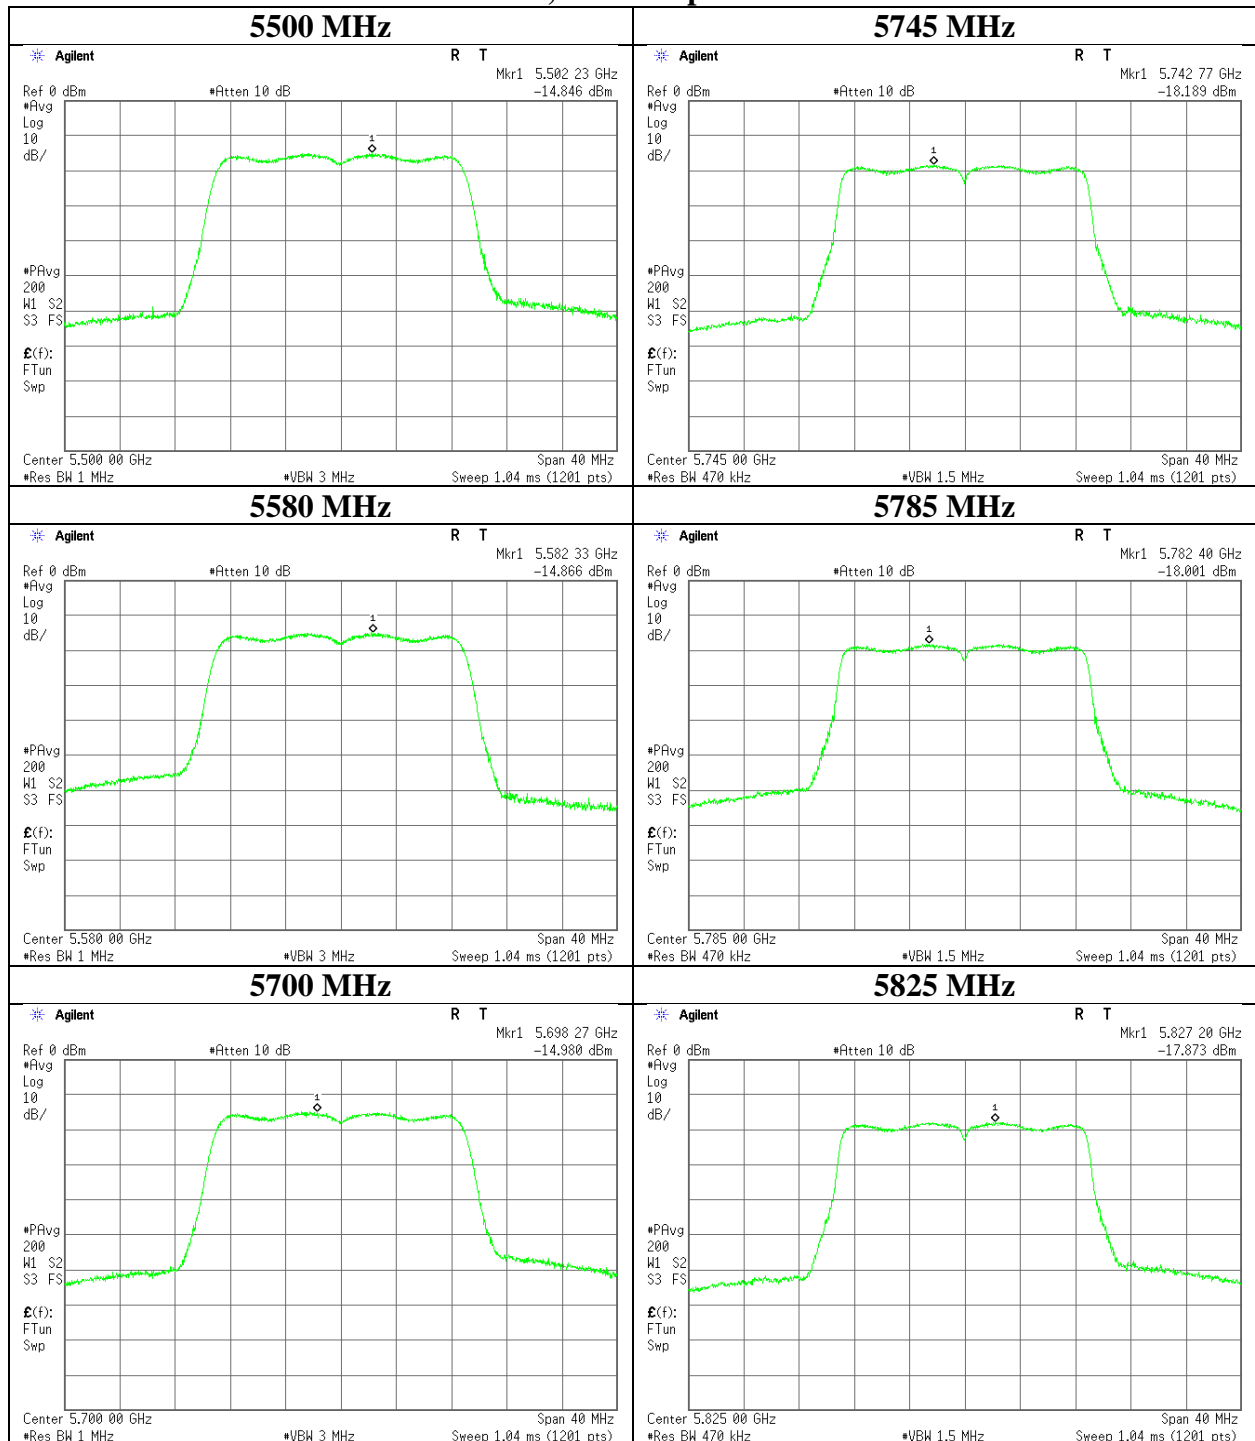 5500 MHz
Agilent R T
Mkr1 5.502 23 GHz
Ref 0 dBm #Atten 10 dB -14.846 dBm
#Avg
Log
10
dB/
1
#PAvg
200
W1 S2
S3 FS
£(f):
FTun
Swp
Center 5.500 00 GHz Span 40 MHz
#Res BW 1 MHz #VBW 3 MHz Sweep 1.04 ms (1201 pts)
5745 MHz
Agilent R T
Mkr1 5.742 77 GHz
Ref 0 dBm #Atten 10 dB -18.189 dBm
#Avg
Log
10
dB/
1
#PAvg
200
W1 S2
S3 FS
£(f):
FTun
Swp
Center 5.745 00 GHz Span 40 MHz
#Res BW 470 kHz #VBW 1.5 MHz Sweep 1.04 ms (1201 pts)
5580 MHz
Agilent R T
Mkr1 5.582 33 GHz
Ref 0 dBm #Atten 10 dB -14.866 dBm
#Avg
Log
10
dB/
1
#PAvg
200
W1 S2
S3 FS
£(f):
FTun
Swp
Center 5.580 00 GHz Span 40 MHz
#Res BW 1 MHz #VBW 3 MHz Sweep 1.04 ms (1201 pts)
5785 MHz
Agilent R T
Mkr1 5.782 40 GHz
Ref 0 dBm #Atten 10 dB -18.001 dBm
#Avg
Log
10
dB/
1
#PAvg
200
W1 S2
S3 FS
£(f):
FTun
Swp
Center 5.785 00 GHz Span 40 MHz
#Res BW 470 kHz #VBW 1.5 MHz Sweep 1.04 ms (1201 pts)
5700 MHz
Agilent R T
Mkr1 5.698 27 GHz
Ref 0 dBm #Atten 10 dB -14.980 dBm
#Avg
Log
10
dB/
1
#PAvg
200
W1 S2
S3 FS
£(f):
FTun
Swp
Center 5.700 00 GHz Span 40 MHz
#Res BW 1 MHz #VBW 3 MHz Sweep 1.04 ms (1201 pts)
5825 MHz
Agilent R T
Mkr1 5.827 20 GHz
Ref 0 dBm #Atten 10 dB -17.873 dBm
#Avg
Log
10
dB/
1
#PAvg
200
W1 S2
S3 FS
£(f):
FTun
Swp
Center 5.825 00 GHz Span 40 MHz
#Res BW 470 kHz #VBW 1.5 MHz Sweep 1.04 ms (1201 pts)